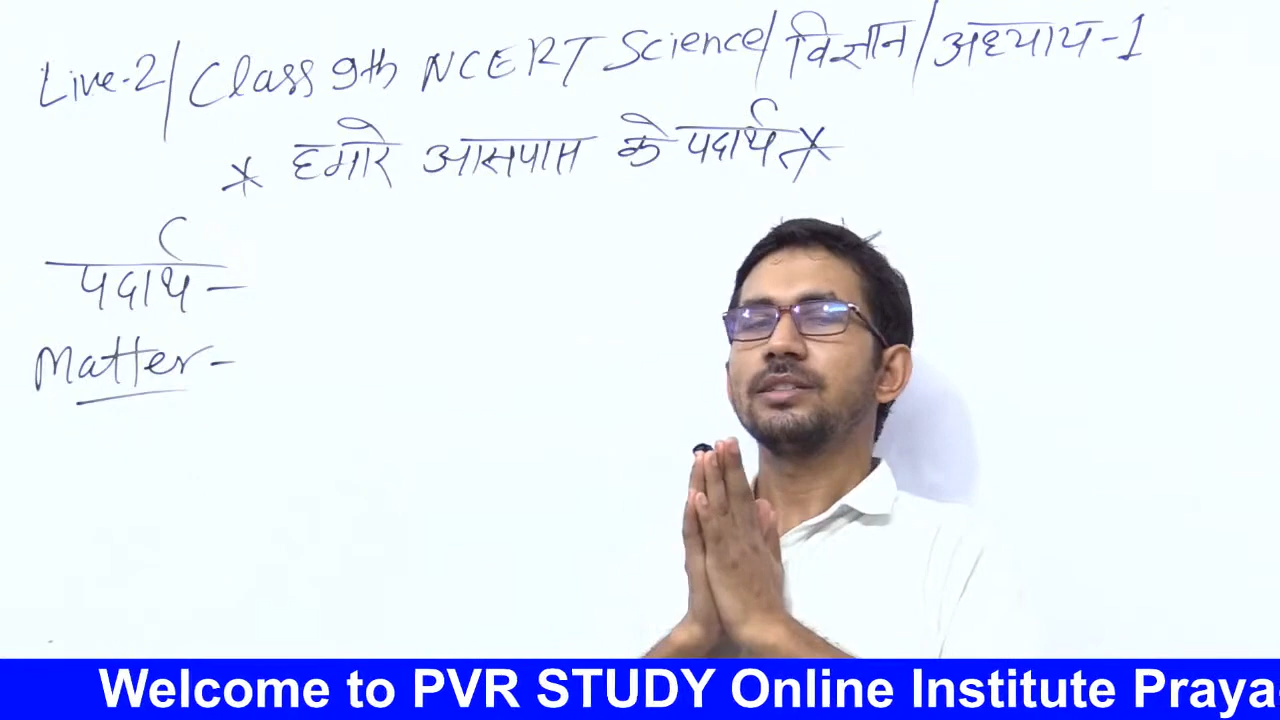 Live-2/Class 9th NCERT Science/विज्ञान/अध्याय-1
* हमारे आसपास के पदार्थ *
पदार्थ -
Matter -
Welcome to PVR STUDY Online Institute Praya